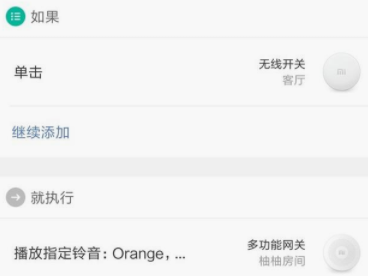 如果
单击
无线开关
客厅
继续添加
就执行
播放指定铃音：Orange，...
多功能网关
柚柚房间